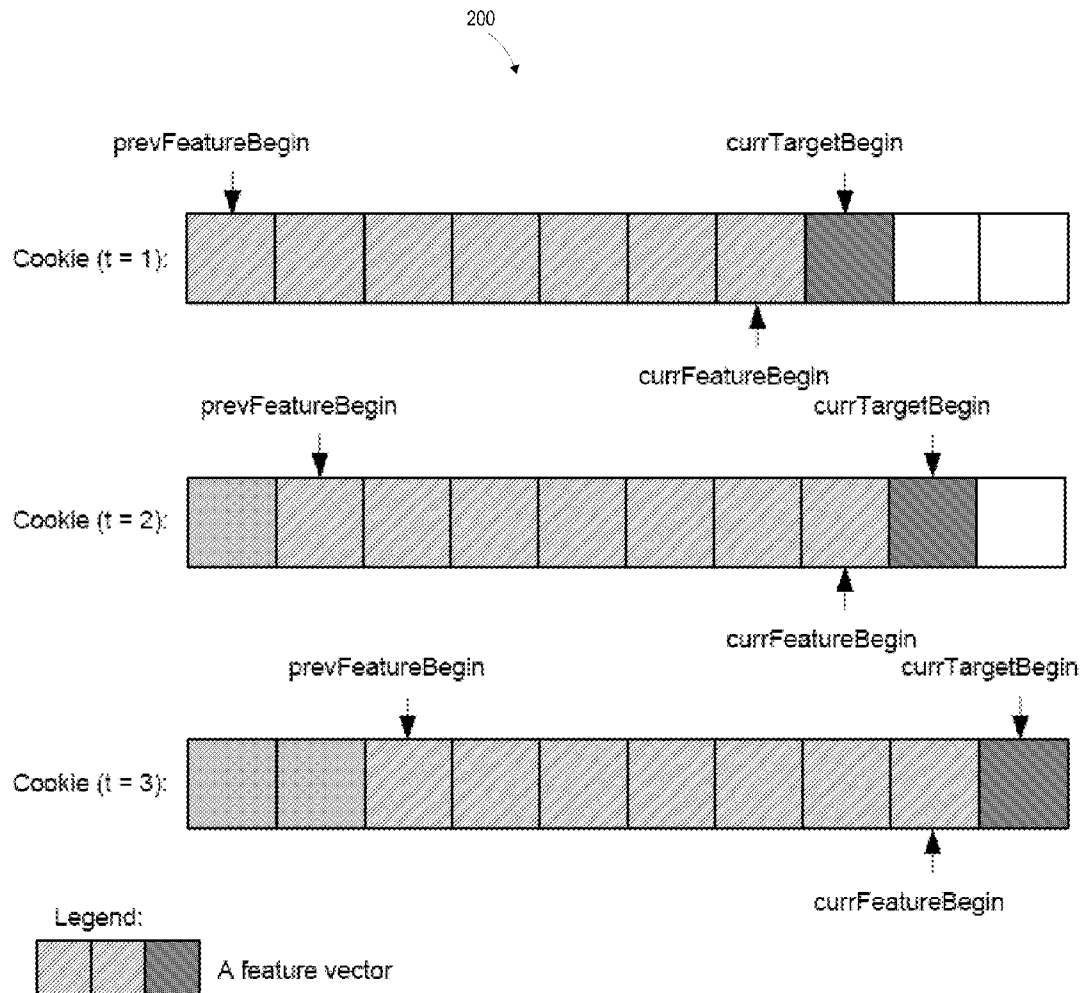 200
prevFeatureBegin
currTargetBegin
Cookie (t = 1):
currFeatureBegin
prevFeatureBegin
currTargetBegin
Cookie (t = 2):
currFeatureBegin
prevFeatureBegin
currTargetBegin
Cookie (t = 3):
currFeatureBegin
Legend:
A feature vector